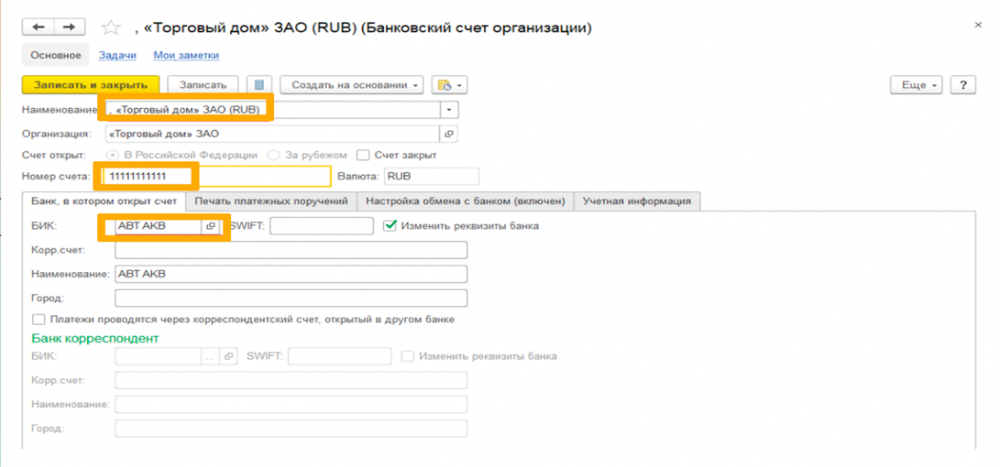 , «Торговый дом» ЗАО (RUB) (Банковский счет организации)
Основное Задачи Мои заметки
Записать и закрыть Записать Создать на основании Еще ?
Наименование , «Торговый дом» ЗАО (RUB)
Организация: «Торговый дом» ЗАО
Счет открыт: В Российской Федерации За рубежом Счет закрыт
Номер счета: 11111111111 Валюта: RUB
Банк, в котором открыт счет Печать платежных поручений Настройка обмена с банком (включен) Учетная информация
БИК: АВТ АКВ SWIFT: Изменить реквизиты банка
Корр.счет:
Наименование: АВТ АКВ
Город:
Платежи проводятся через корреспондентский счет, открытый в другом банке
Банк корреспондент
БИК: ... SWIFT: Изменить реквизиты банка
Корр.счет:
Наименование:
Город: